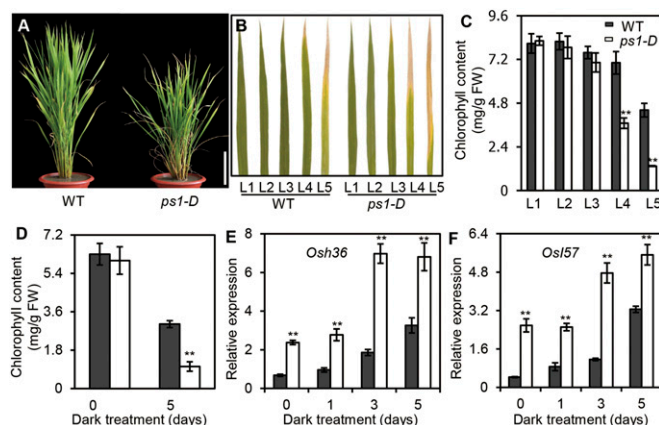 A
WT
ps1-D
B
L1 L2 L3 L4 L5 L1 L2 L3 L4 L5
WT ps1-D
C
WT
ps1-D
Chlorophyll content
(mg/g FW)
9.6
7.2
4.8
2.4
0
**
**
L1 L2 L3 L4 L5
D
Chlorophyll content
(mg/g FW)
7.2
5.4
3.6
1.8
0
**
0 5
Dark treatment (days)
E
Osh36
Relative expression
8.0
6.0
4.0
2.0
0
**
**
**
**
0 1 3 5
Dark treatment (days)
F
Osl57
Relative expression
6.4
4.8
3.2
1.6
0
**
**
**
**
0 1 3 5
Dark treatment (days)